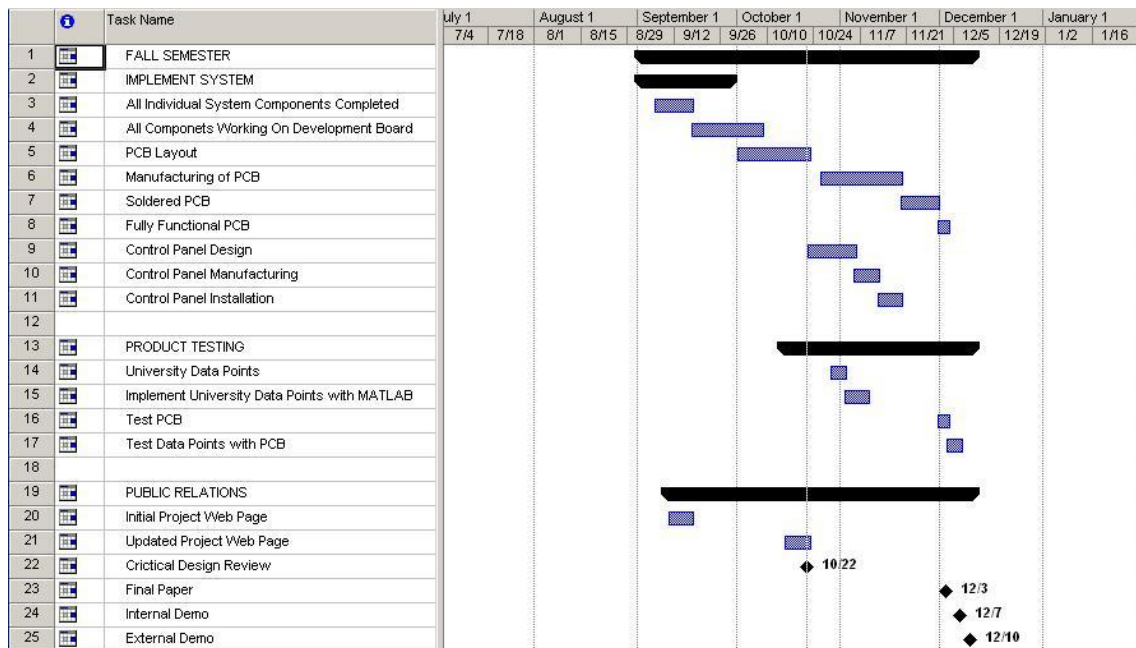 Task Name
uly 1 August 1 September 1 October 1 November 1 December 1 January 1
7/4 7/18 8/1 8/15 8/29 9/12 9/26 10/10 10/24 11/7 11/21 12/5 12/19 1/2 1/16
1 FALL SEMESTER
2 IMPLEMENT SYSTEM
3 All Individual System Components Completed
4 All Componets Working On Development Board
5 PCB Layout
6 Manufacturing of PCB
7 Soldered PCB
8 Fully Functional PCB
9 Control Panel Design
10 Control Panel Manufacturing
11 Control Panel Installation
12
13 PRODUCT TESTING
14 University Data Points
15 Implement University Data Points with MATLAB
16 Test PCB
17 Test Data Points with PCB
18
19 PUBLIC RELATIONS
20 Initial Project Web Page
21 Updated Project Web Page
22 Crictical Design Review 10/22
23 Final Paper 12/3
24 Internal Demo 12/7
25 External Demo 12/10